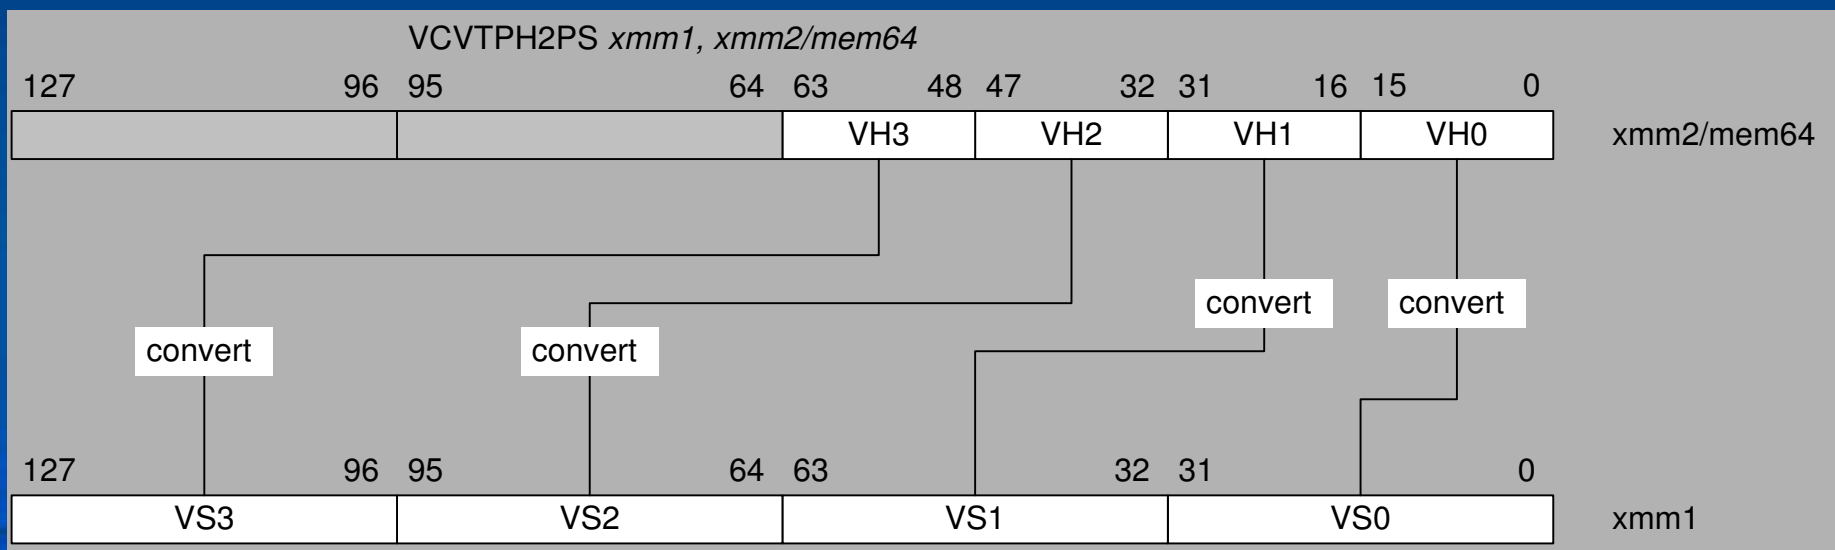 VCVTPH2PS xmm1, xmm2/mem64
127 96 95 64 63 48 47 32 31 16 15 0
VH3 VH2 VH1 VH0 xmm2/mem64
convert convert
convert convert
127 96 95 64 63 32 31 0
VS3 VS2 VS1 VS0 xmm1